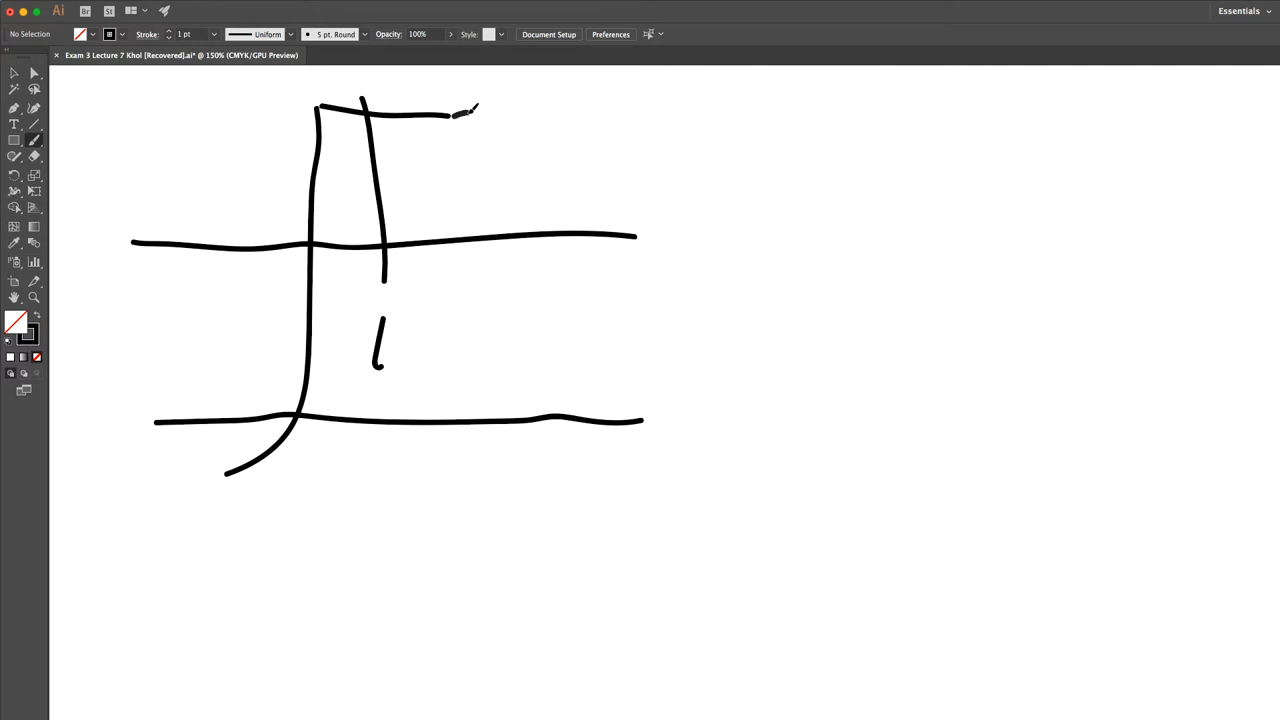 Ai Br St Essentials
No Selection Stroke: 1 pt Uniform 5 pt. Round Opacity: 100% Style: Document Setup Preferences
× Exam 3 Lecture 7 Khol [Recovered].ai* @ 150% (CMYK/GPU Preview)
T